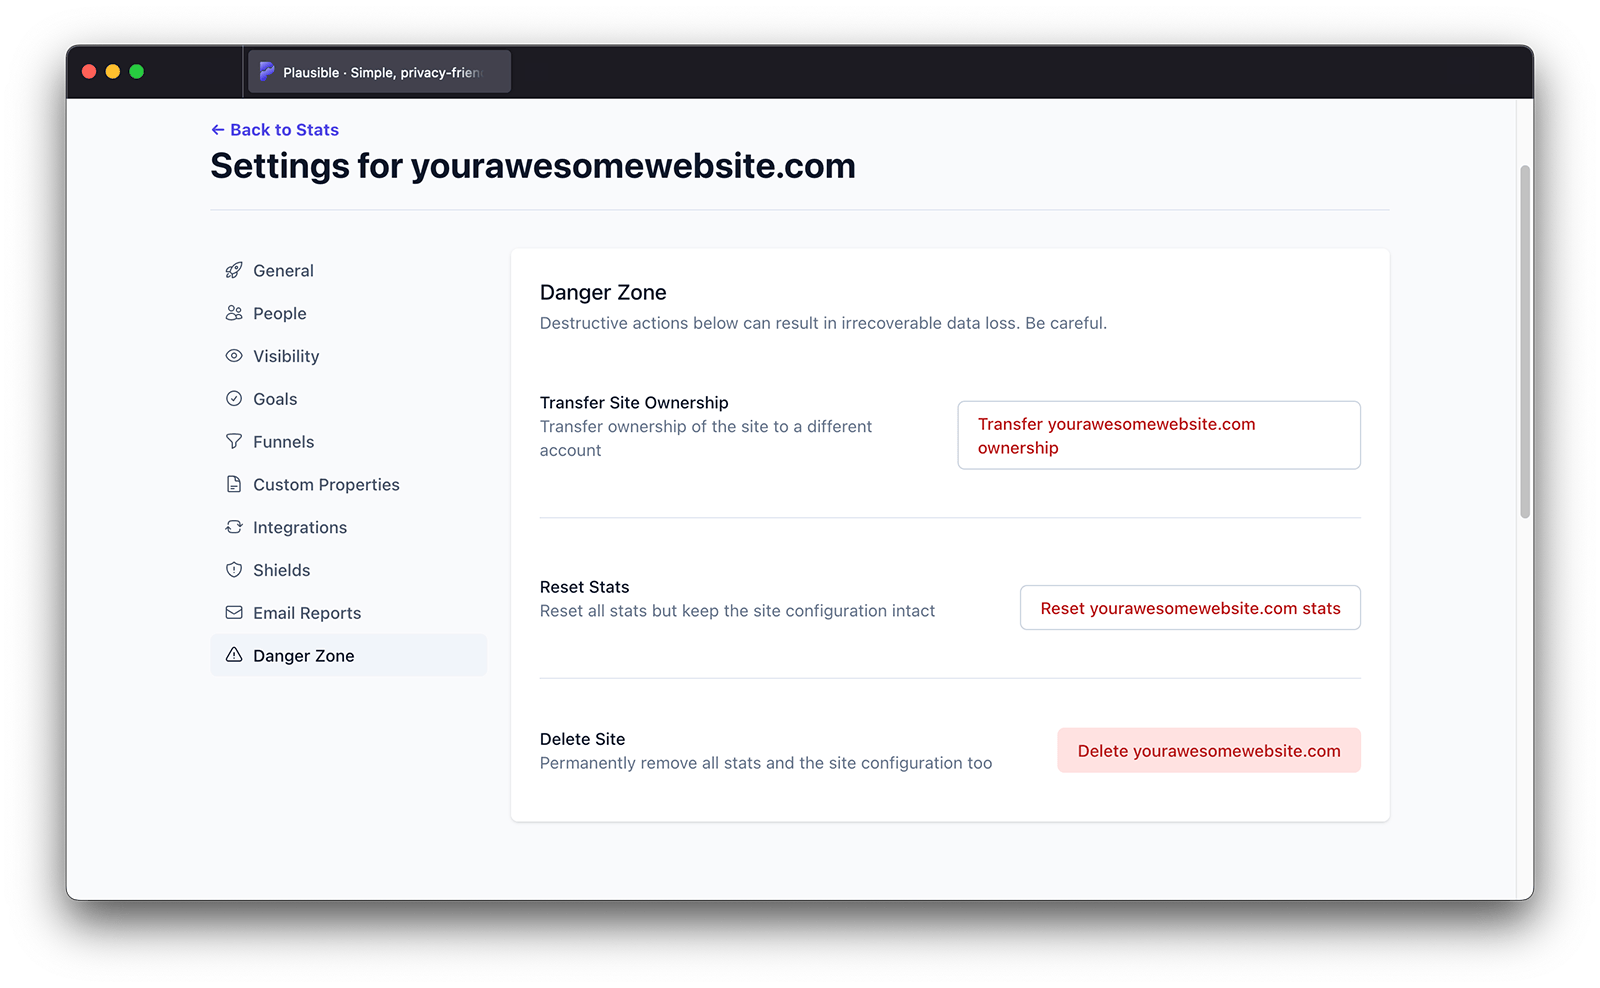 Plausible · Simple, privacy-frien
← Back to Stats
Settings for yourawesomewebsite.com
General
People
Visibility
Goals
Funnels
Custom Properties
Integrations
Shields
Email Reports
Danger Zone
Danger Zone
Destructive actions below can result in irrecoverable data loss. Be careful.
Transfer Site Ownership
Transfer ownership of the site to a different
account
Transfer yourawesomewebsite.com
ownership
Reset Stats
Reset all stats but keep the site configuration intact
Reset yourawesomewebsite.com stats
Delete Site
Permanently remove all stats and the site configuration too
Delete yourawesomewebsite.com